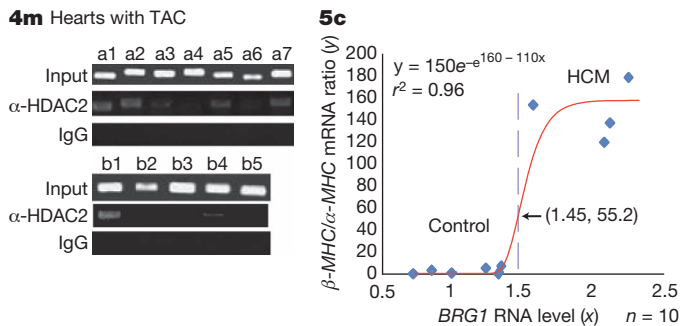 4m Hearts with TAC
a1 a2 a3 a4 a5 a6 a7
Input
α-HDAC2
IgG
b1 b2 b3 b4 b5
Input
α-HDAC2
IgG
5c
β-MHC/α-MHC mRNA ratio (y)
200
180
160
140
120
100
80
60
40
20
0
y = 150e–e160 – 110x
r2 = 0.96
HCM
Control
(1.45, 55.2)
0.5 1 1.5 2 2.5
BRG1 RNA level (x) n = 10